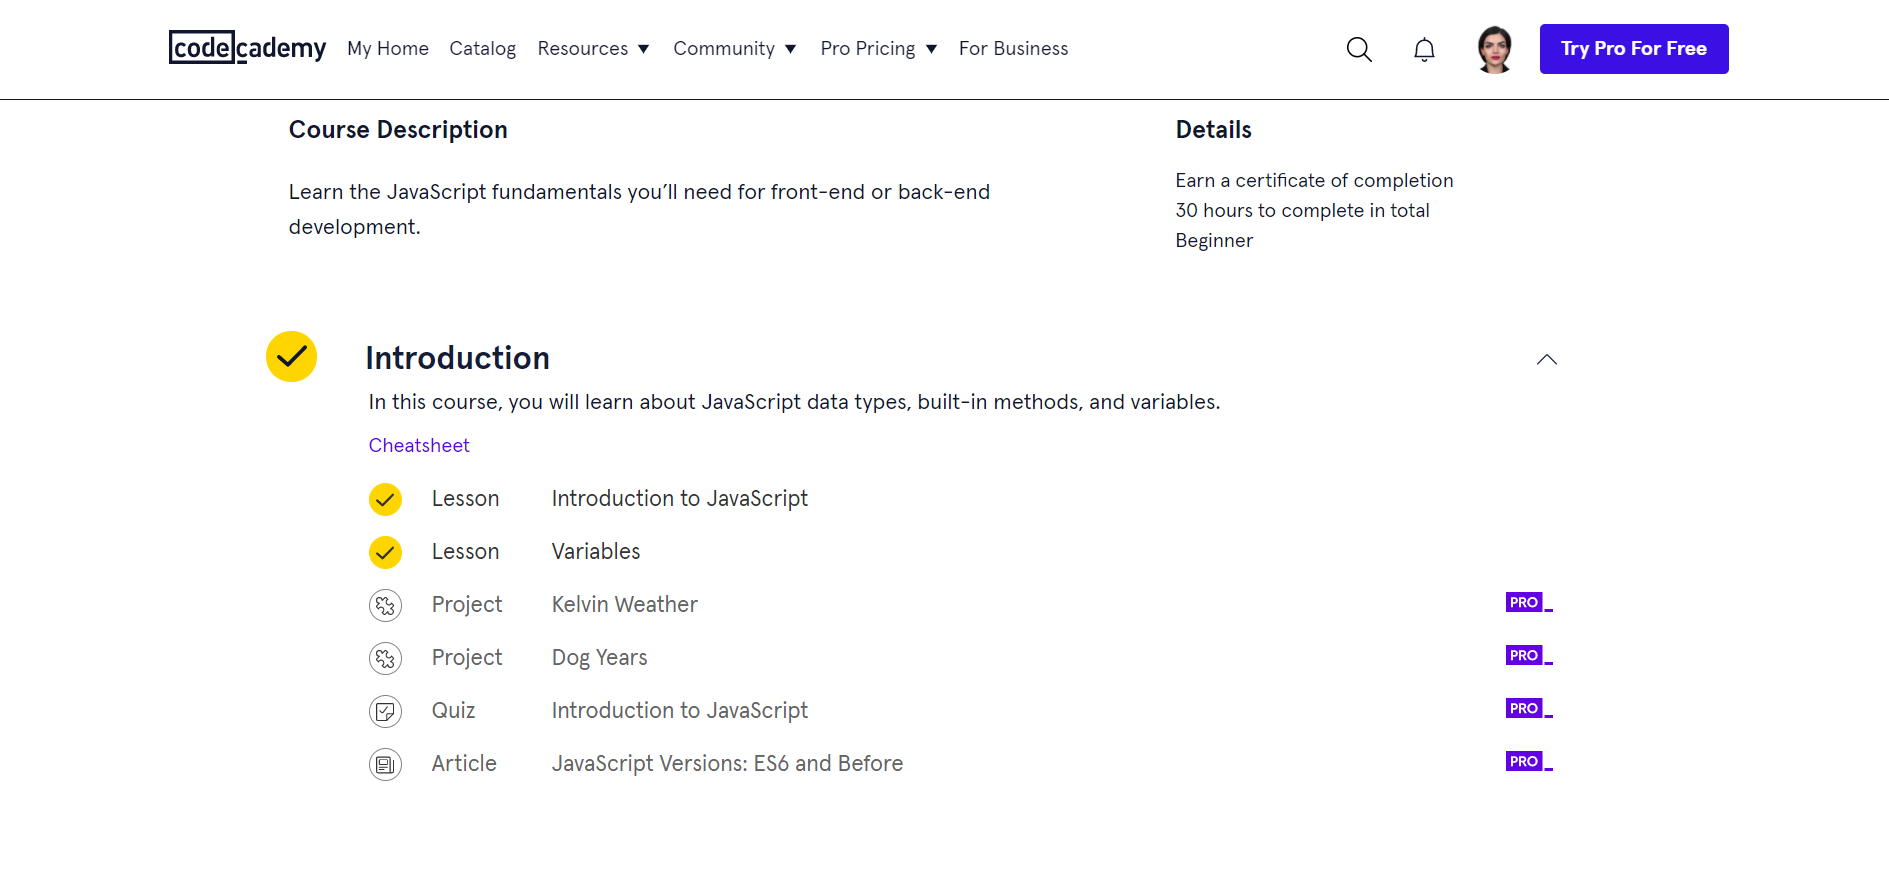 codecademy My Home Catalog Resources Community Pro Pricing For Business Try Pro For Free
Course Description
Learn the JavaScript fundamentals you’ll need for front-end or back-end
development.
Details
Earn a certificate of completion
30 hours to complete in total
Beginner
Introduction
In this course, you will learn about JavaScript data types, built-in methods, and variables.
Cheatsheet
Lesson Introduction to JavaScript
Lesson Variables
Project Kelvin Weather PRO
Project Dog Years PRO
Quiz Introduction to JavaScript PRO
Article JavaScript Versions: ES6 and Before PRO